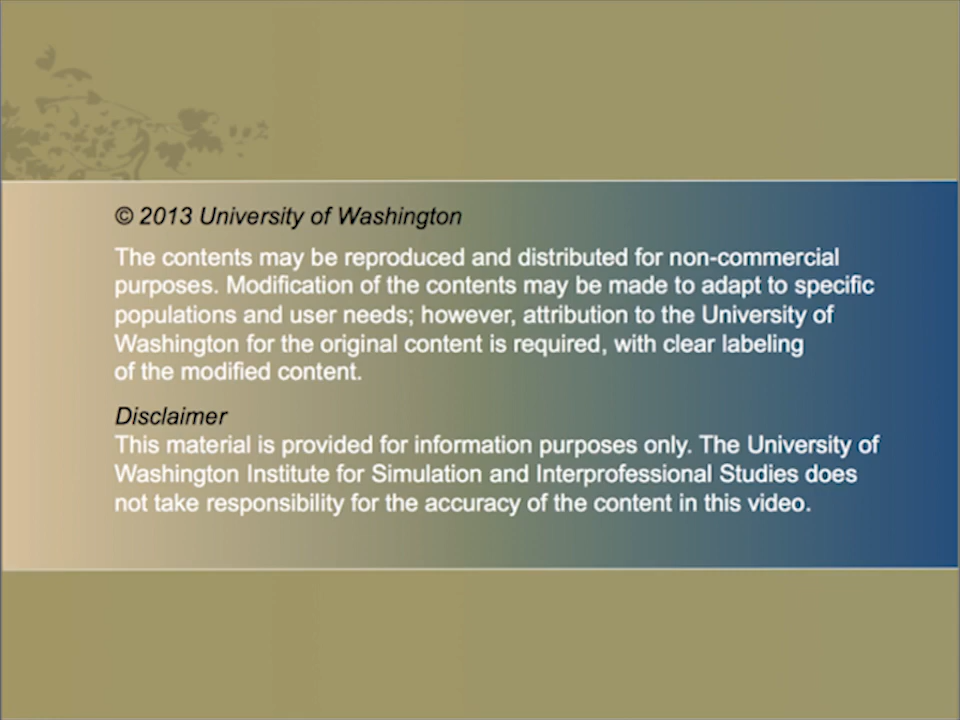 © 2013 University of Washington
The contents may be reproduced and distributed for non-commercial
purposes. Modification of the contents may be made to adapt to specific
populations and user needs; however, attribution to the University of
Washington for the original content is required, with clear labeling
of the modified content.
Disclaimer
This material is provided for information purposes only. The University of
Washington Institute for Simulation and Interprofessional Studies does
not take responsibility for the accuracy of the content in this video.